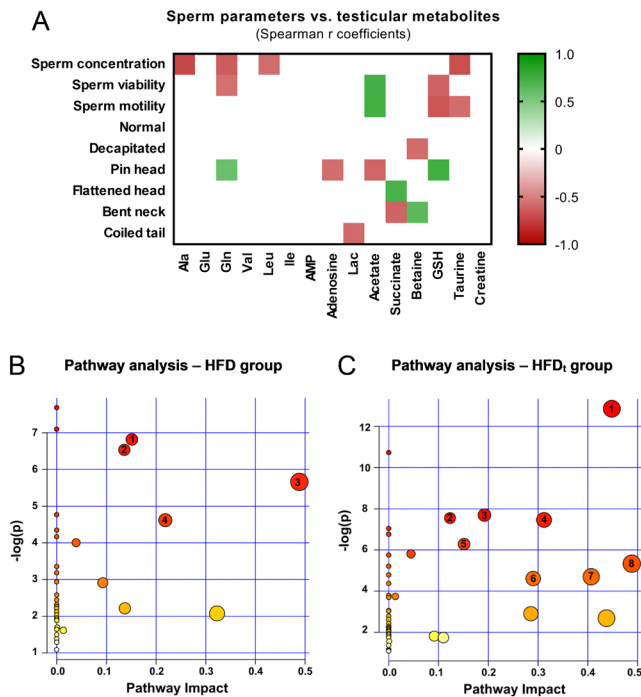 A
Sperm parameters vs. testicular metabolites
(Spearman r coefficients)
Sperm concentration
Sperm viability
Sperm motility
Normal
Decapitated
Pin head
Flattened head
Bent neck
Coiled tail
Ala
Glu
Gln
Val
Leu
Ile
AMP
Adenosine
Lac
Acetate
Succinate
Betaine
GSH
Taurine
Creatine
1.0
0.5
0
-0.5
-1.0
B
Pathway analysis – HFD group
-log(p)
7
6
5
4
3
2
1
1
2
3
4
0.0 0.1 0.2 0.3 0.4 0.5
Pathway Impact
C
Pathway analysis – HFDt group
-log(p)
12
10
8
6
4
2
1
2
3
4
5
6
7
8
0.0 0.1 0.2 0.3 0.4 0.5
Pathway Impact